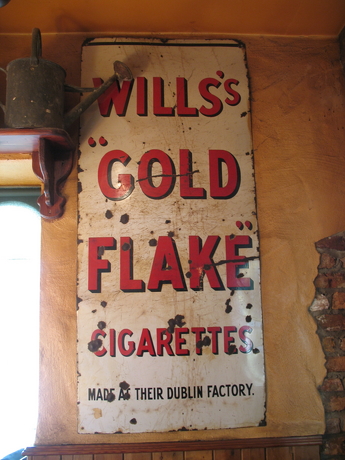 WILLS'S
"GOLD
FLAKE"
CIGARETTES
MADE AT THEIR DUBLIN FACTORY.